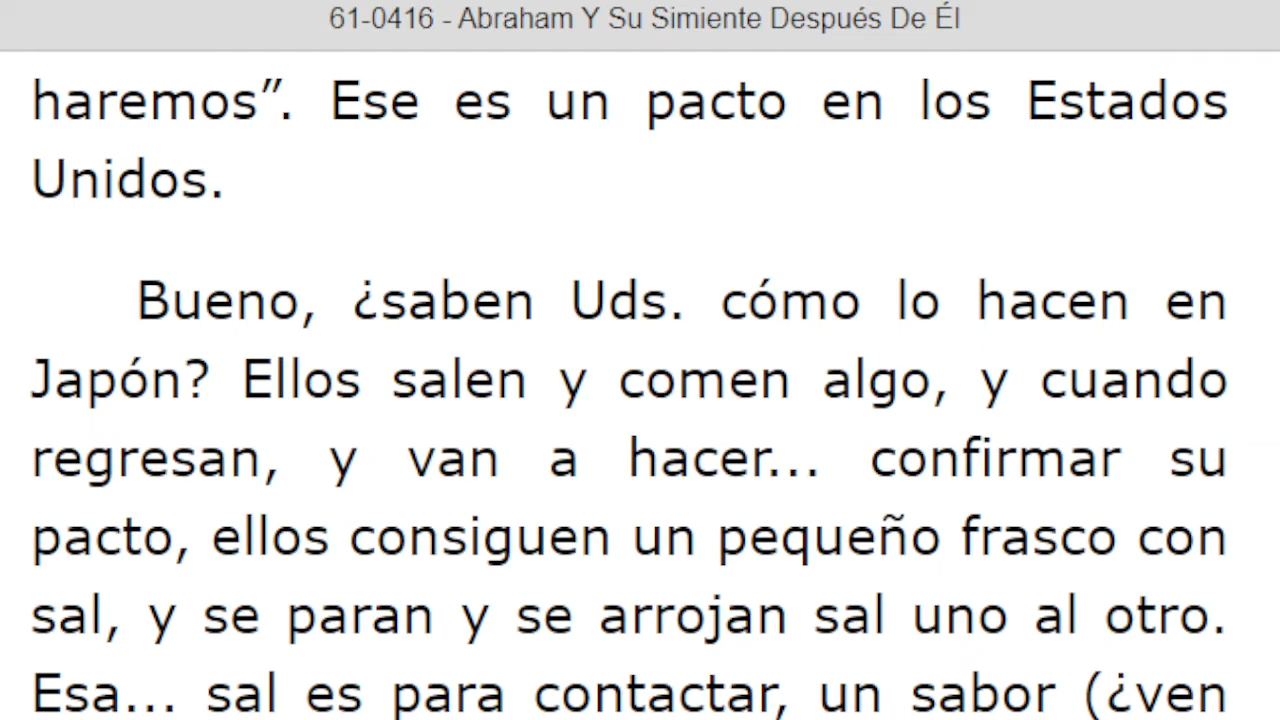 61-0416 - Abraham Y Su Simiente Después De Él
haremos”. Ese es un pacto en los Estados
Unidos.
Bueno, ¿saben Uds. cómo lo hacen en
Japón? Ellos salen y comen algo, y cuando
regresan, y van a hacer... confirmar su
pacto, ellos consiguen un pequeño frasco con
sal, y se paran y se arrojan sal uno al otro.
Esa... sal es para contactar, un sabor (¿ven